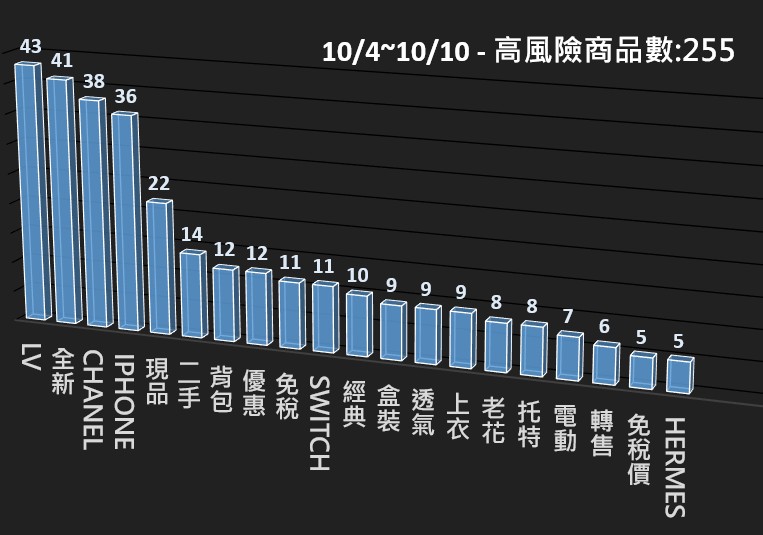 10/4~10/10 - 高風險商品數:255
43
41
38
36
22
14
12
12
11
11
10
9
9
9
8
8
7
6
5
5
LV
全新
CHANEL
IPHONE
現品
二手
背包
優惠
免稅
SWITCH
經典
盒裝
透氣
上衣
老花
托特
電動
轉售
免稅價
HERMES